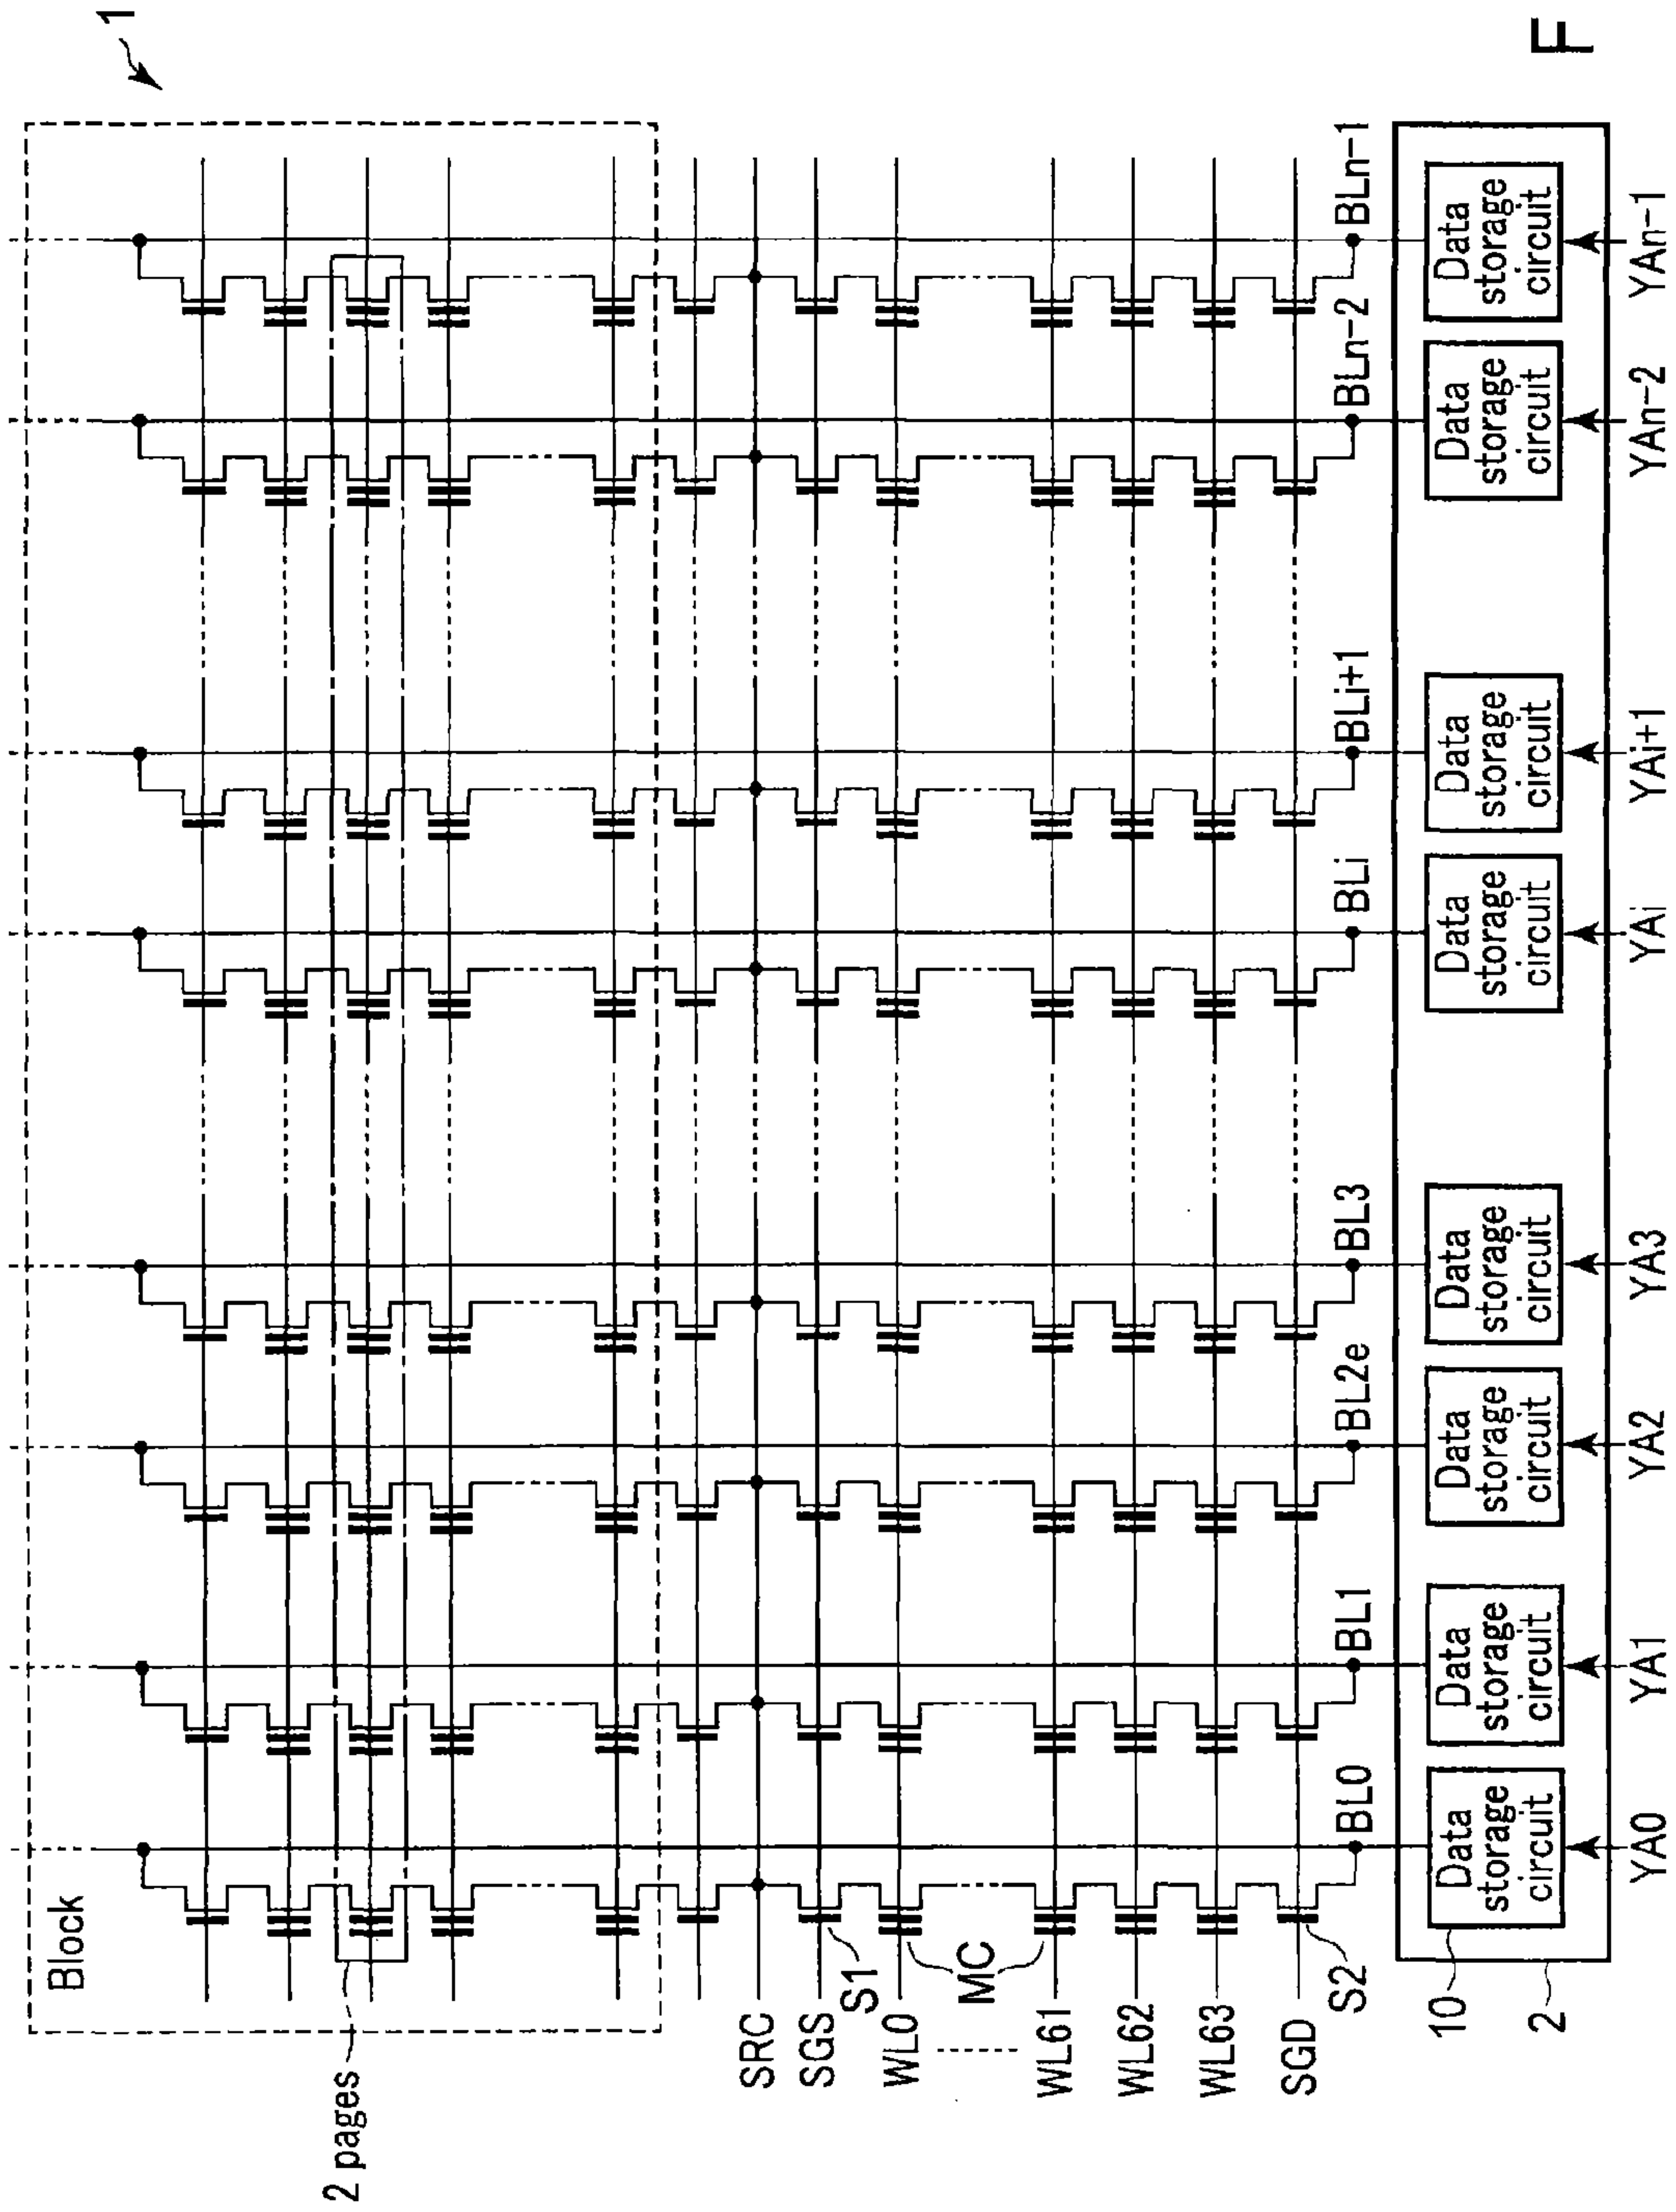 1
Block
2 pages
SRC
SGS
S1
WL0
MC
WL61
WL62
WL63
SGD
S2
BL0
BL1
BL2e
BL3
BLi
BLi+1
BLn-2
BLn-1
10
2
Data
storage
circuit
Data
storage
circuit
Data
storage
circuit
Data
storage
circuit
Data
storage
circuit
Data
storage
circuit
Data
storage
circuit
Data
storage
circuit
YA0
YA1
YA2
YA3
YAi
YAi+1
YAn-2
YAn-1
F